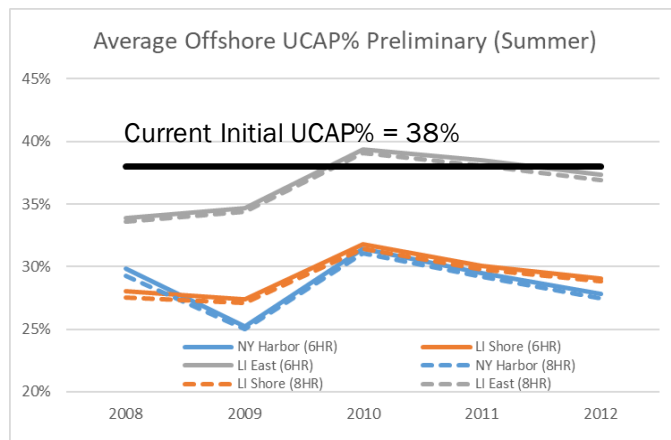 Average Offshore UCAP% Preliminary (Summer)
45%
Current Initial UCAP% = 38%
40%
35%
30%
25%
NY Harbor (6HR) LI Shore (6HR)
LI East (6HR) NY Harbor (8HR)
LI Shore (8HR) LI East (8HR)
20%
2008 2009 2010 2011 2012